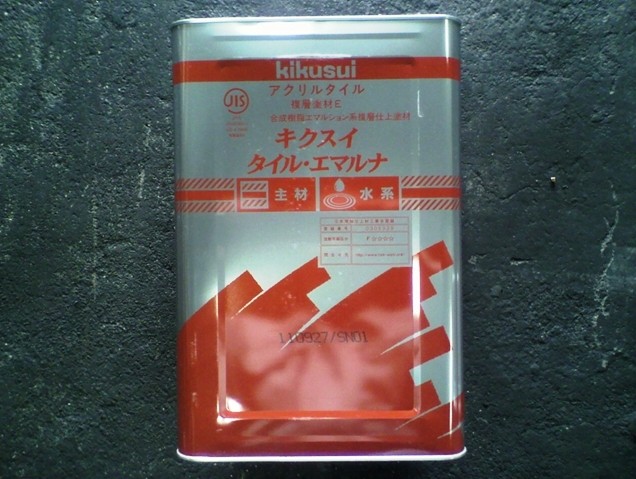 kikusui
アクリルタイル
JIS
複層塗材E
合成樹脂エマルション系複層仕上塗材
キクスイ
タイル・エマルナ
主材
水系
F☆☆☆☆
110927/SN01